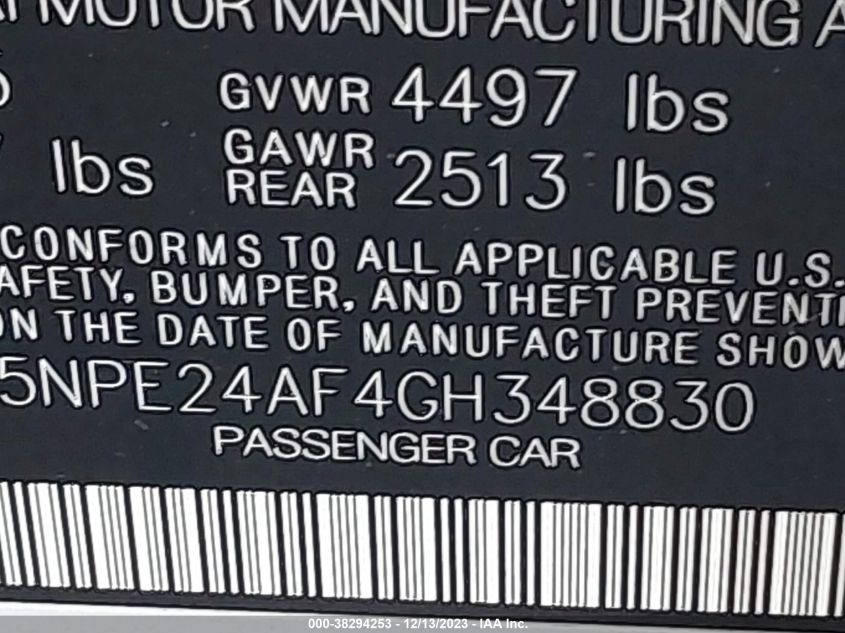 MOTOR MANUFACTURING A
GVWR 4497 lbs
lbs GAWR REAR 2513 lbs
CONFORMS TO ALL APPLICABLE U.S.
AFETY, BUMPER, AND THEFT PREVENTI
ON THE DATE OF MANUFACTURE SHOW
5NPE24AF4GH348830
PASSENGER CAR
000-38294253 - 12/13/2023 - IAA Inc.